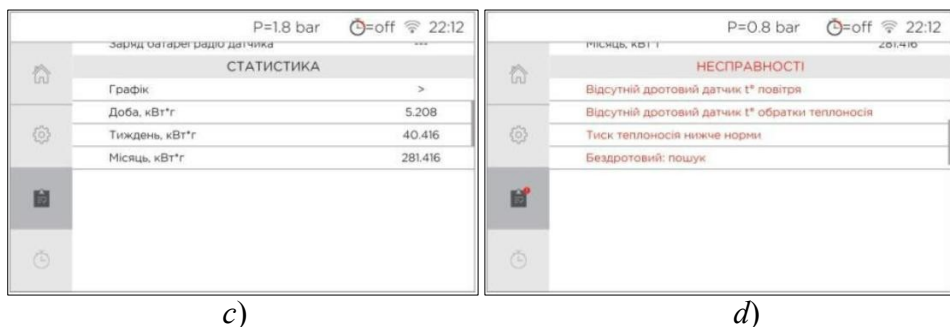 P=1.8 bar =off 22:12
Заряд батареї радіо датчика ---
СТАТИСТИКА
Графік >
Доба, кВт*г 5.208
Тиждень, кВт*г 40.416
Місяць, кВт*г 281.416
c)
P=0.8 bar =off 22:12
Місяць, кВт*г 281.416
НЕСПРАВНОСТІ
Відсутній дротовий датчик t° повітря
Відсутній дротовий датчик t° обратки теплоносія
Тиск теплоносія нижче норми
Бездротовий: пошук
d)